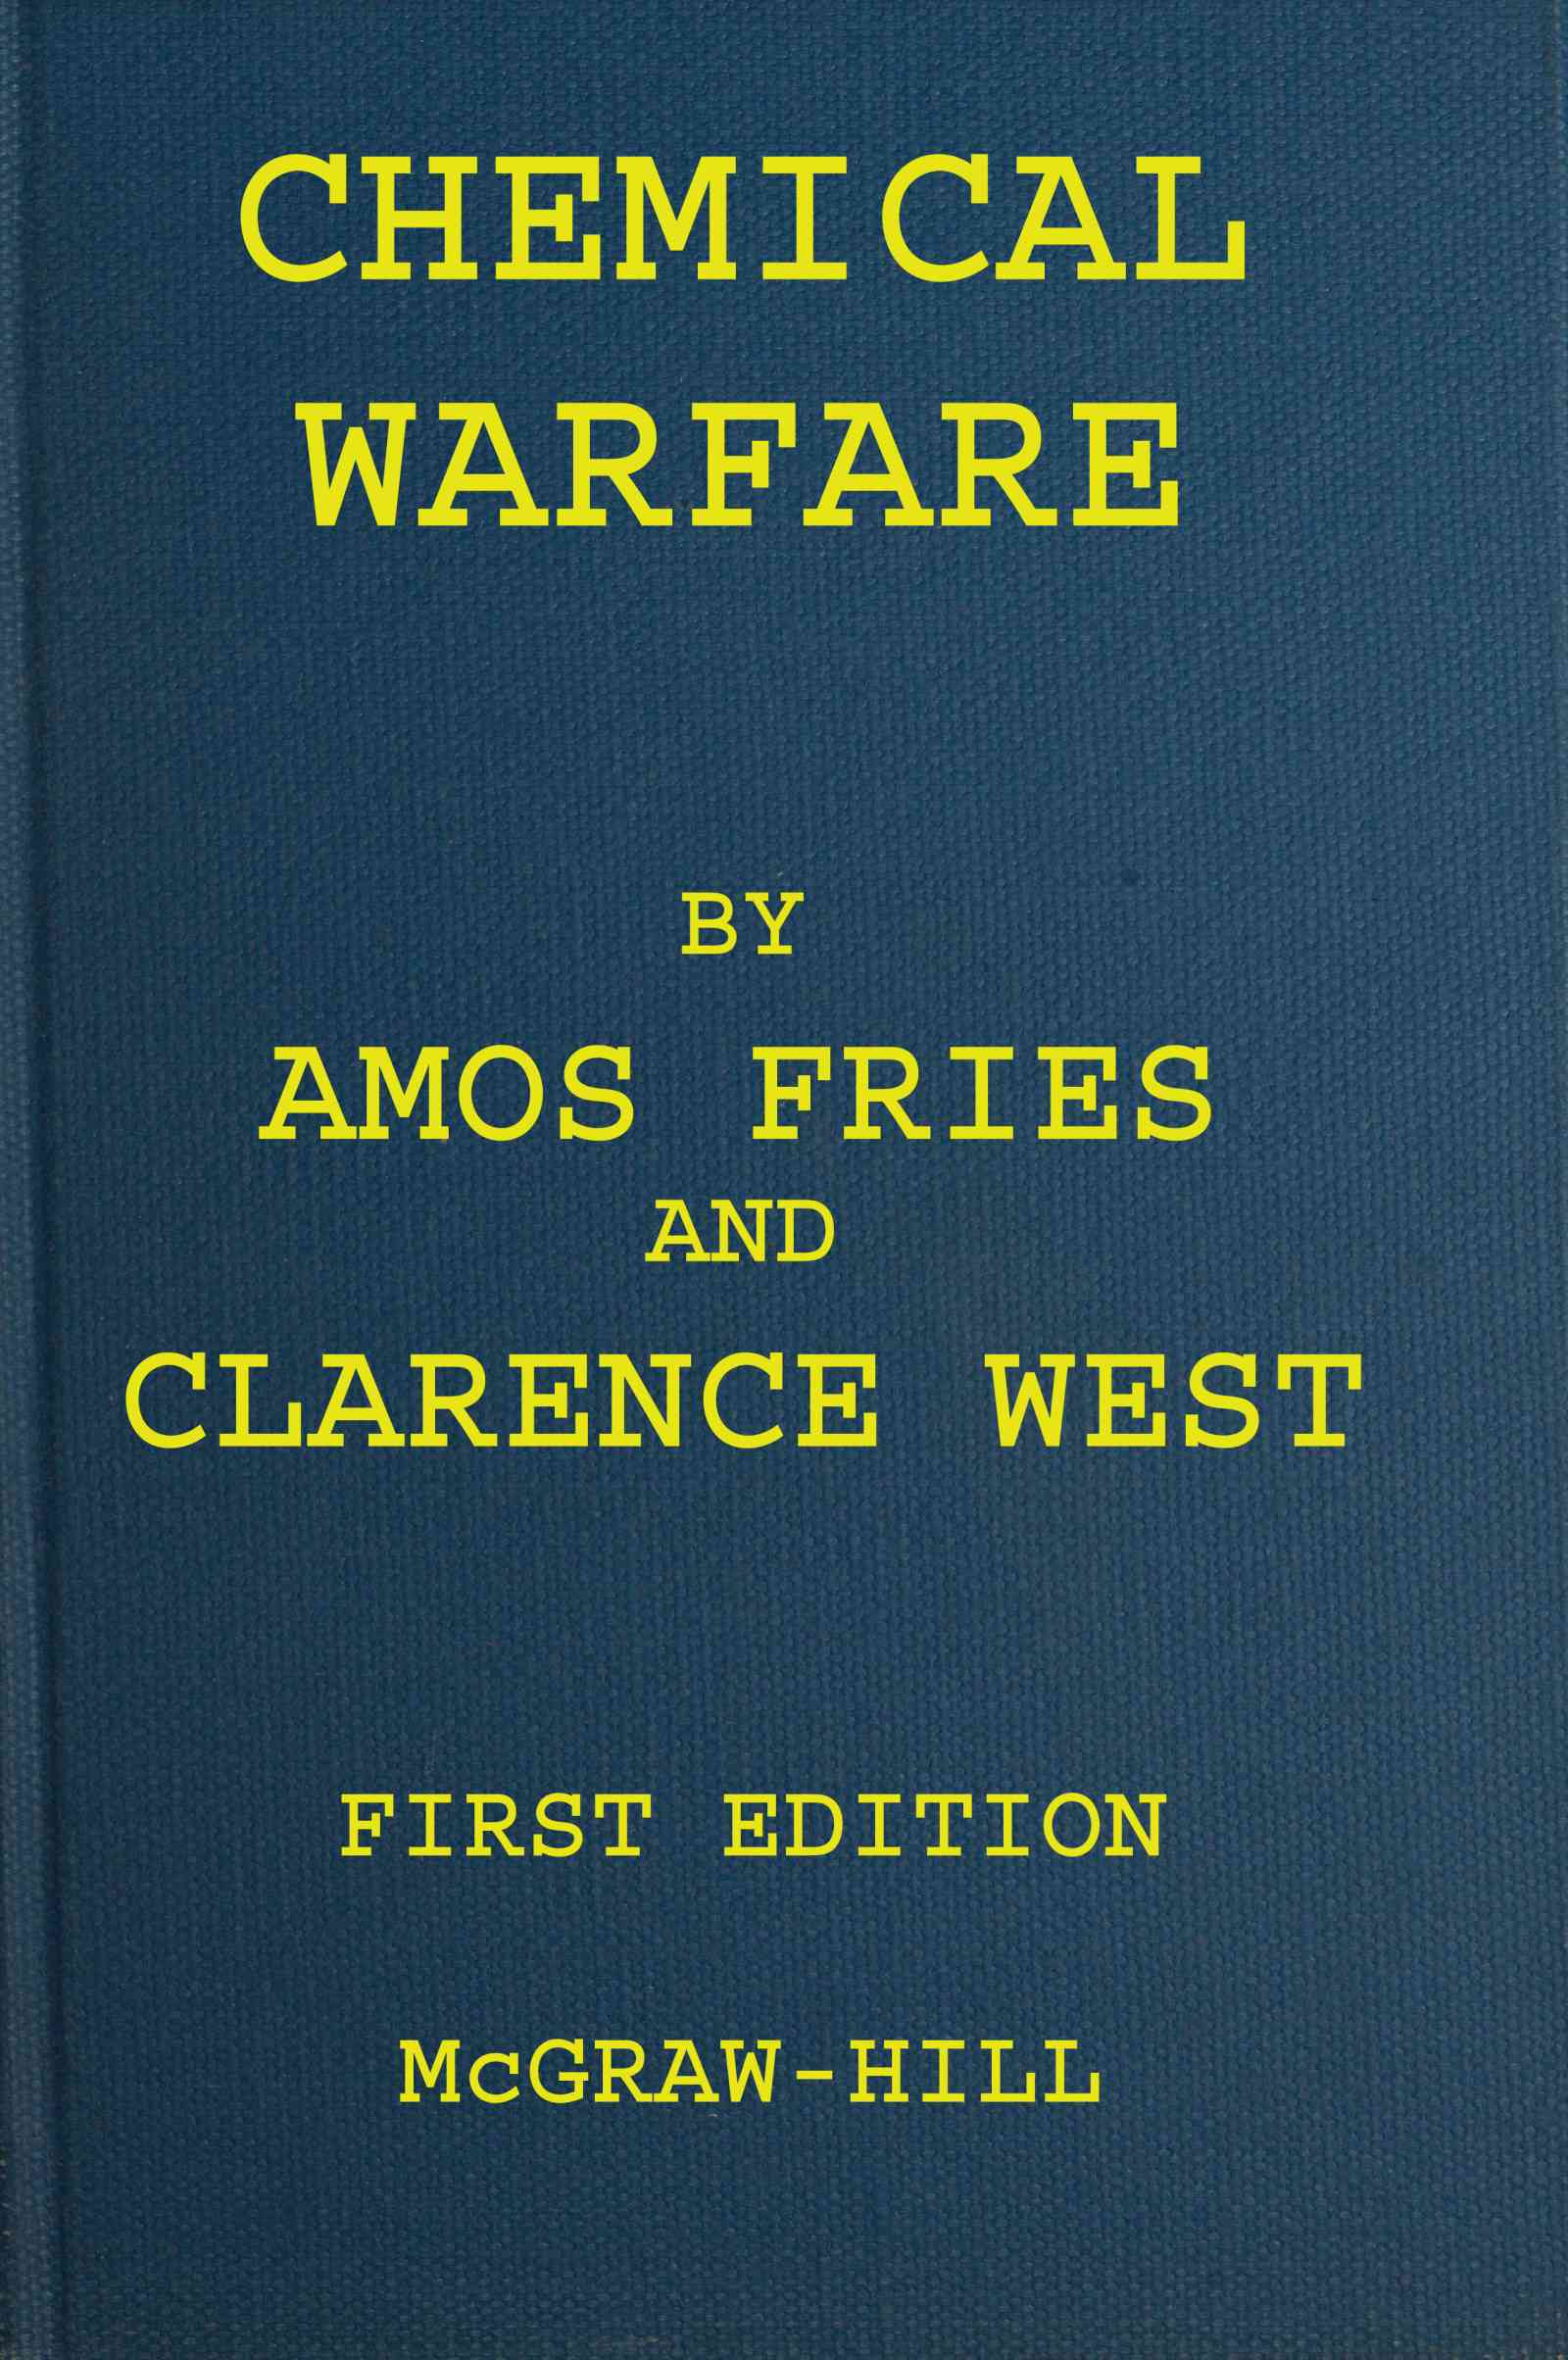 CHEMICAL
WARFARE
BY
AMOS FRIES
AND
CLARENCE WEST
FIRST EDITION
McGRAW-HILL